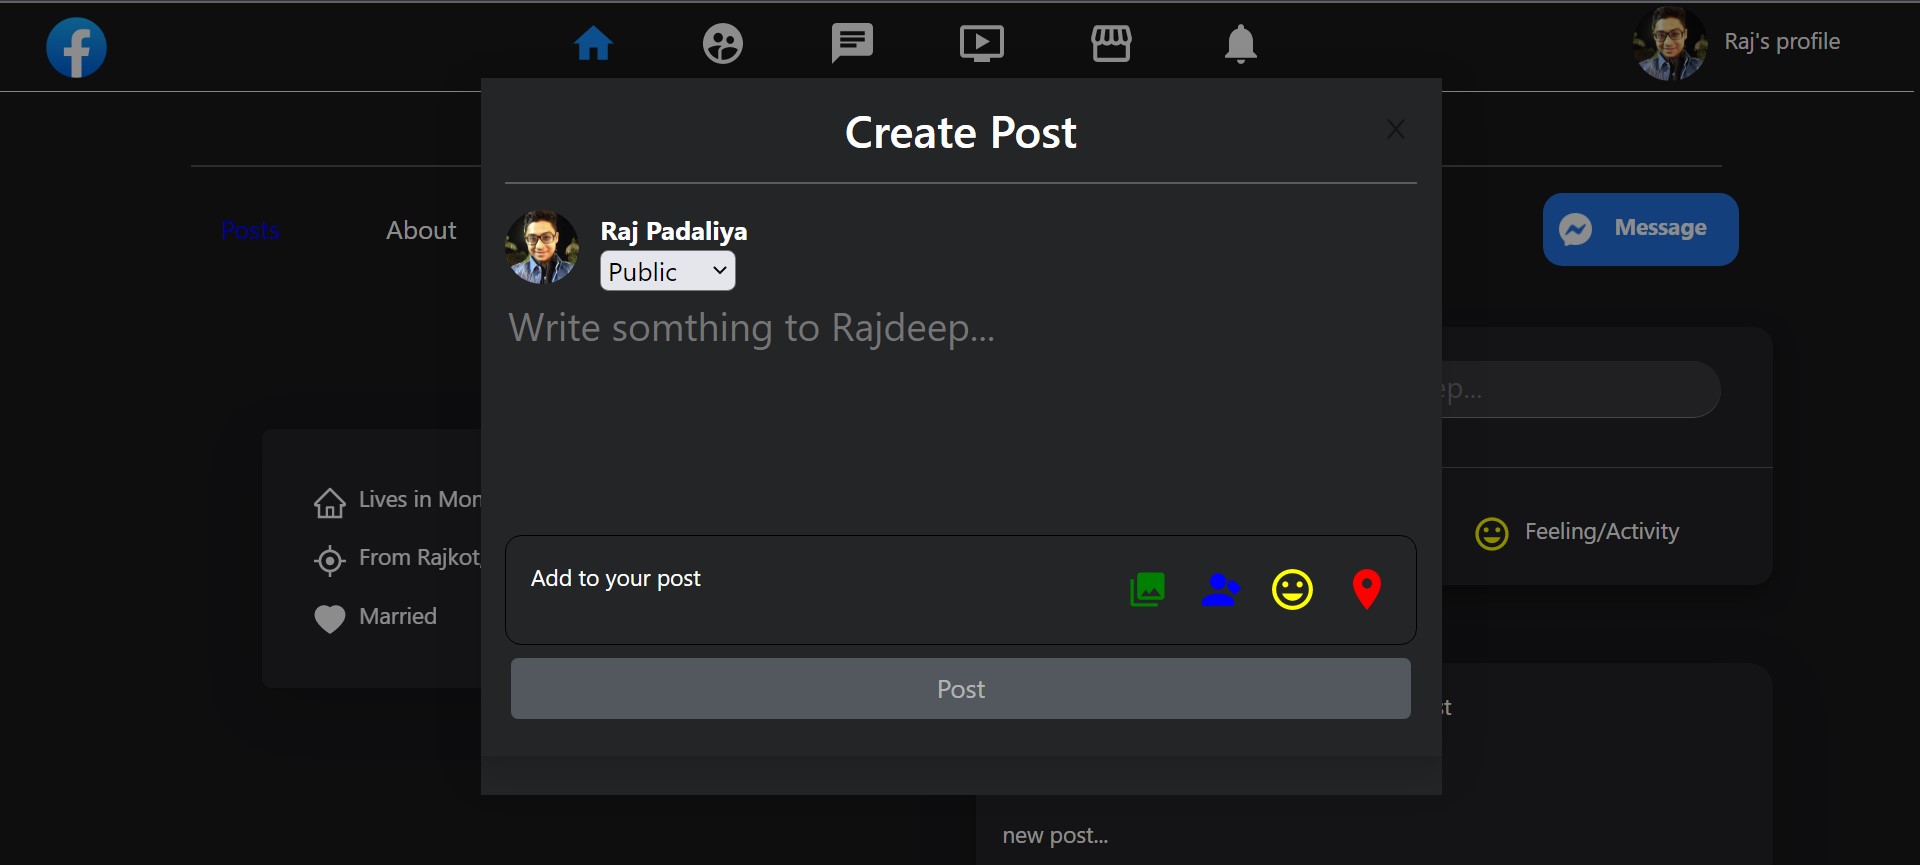 Raj's profile
Create Post
Posts
About
Message
Raj Padaliya
Public
Write somthing to Rajdeep...
ep...
Lives in Mon
From Rajkot,
Married
Feeling/Activity
Add to your post
Post
st
new post...